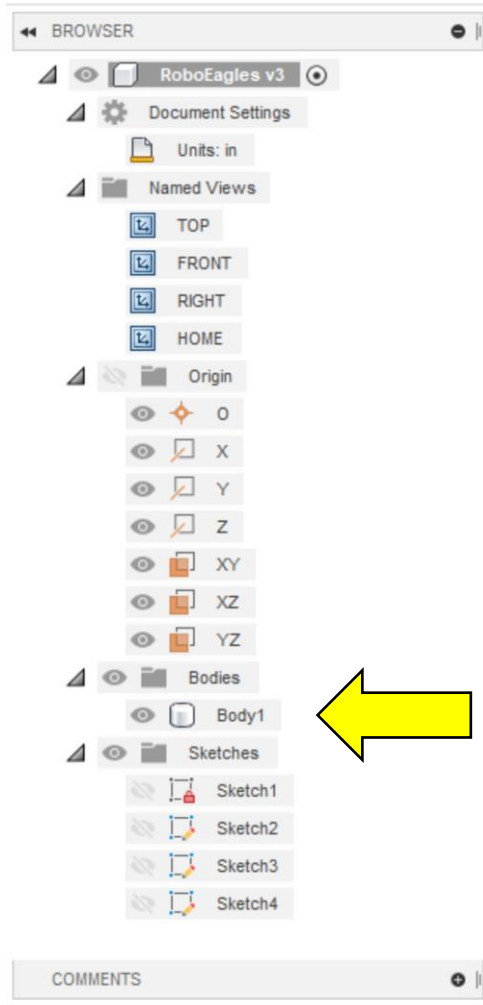 BROWSER
RoboEagles v3
Document Settings
Units: in
Named Views
TOP
FRONT
RIGHT
HOME
Origin
O
X
Y
Z
XY
XZ
YZ
Bodies
Body1
Sketches
Sketch1
Sketch2
Sketch3
Sketch4
COMMENTS